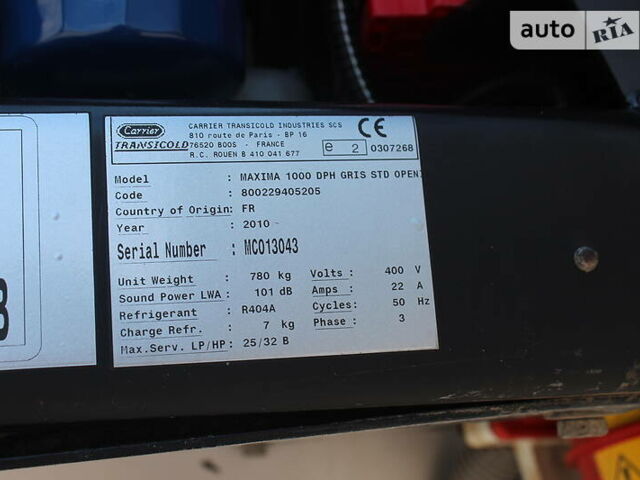 auto RIA
Carrier
TRANSICOLD
CARRIER TRANSICOLD INDUSTRIES SCS
810 route de Paris - BP 16
76520 BOOS - FRANCE
R.C. ROUEN B 410 041 677
CE
e 2 0307268
Model : MAXIMA 1000 DPH GRIS STD OPEN
Code : 800229405205
Country of Origin: FR
Year : 2010
Serial Number : MC013043
Unit Weight : 780 kg Volts : 400 V
Sound Power LWA : 101 dB Amps : 22 A
Refrigerant : R404A Cycles: 50 Hz
Charge Refr. : 7 kg Phase : 3
Max.Serv. LP/HP: 25/32 B